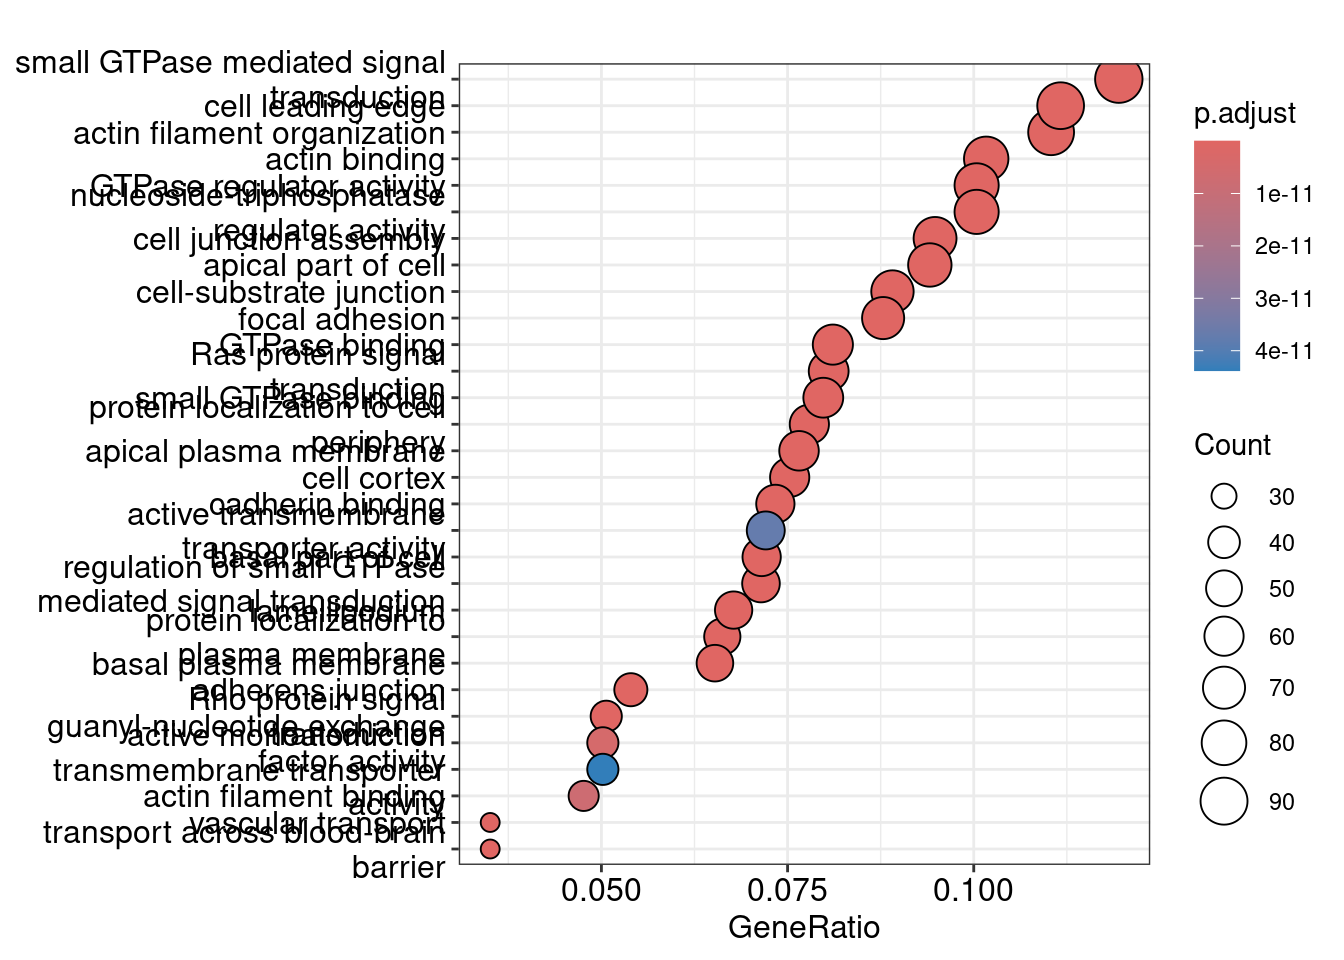 small GTPase mediated signal
transduction
cell leading edge
actin filament organization
actin binding
GTPase regulator activity
nucleoside-triphosphatase
regulator activity
cell junction assembly
apical part of cell
cell-substrate junction
focal adhesion
GTPase binding
Ras protein signal
transduction
small GTPase binding
protein localization to cell
periphery
apical plasma membrane
cell cortex
cadherin binding
active transmembrane
transporter activity
basal part of cell
regulation of small GTPase
mediated signal transduction
lamellipodium
protein localization to
plasma membrane
basal plasma membrane
adherens junction
Rho protein signal
transduction
guanyl-nucleotide exchange
factor activity
active monoatomic ion
transmembrane transporter
activity
actin filament binding
vascular transport
transport across blood-brain
barrier
0.050 0.075 0.100
GeneRatio
p.adjust
1e-11
2e-11
3e-11
4e-11
Count
30
40
50
60
70
80
90